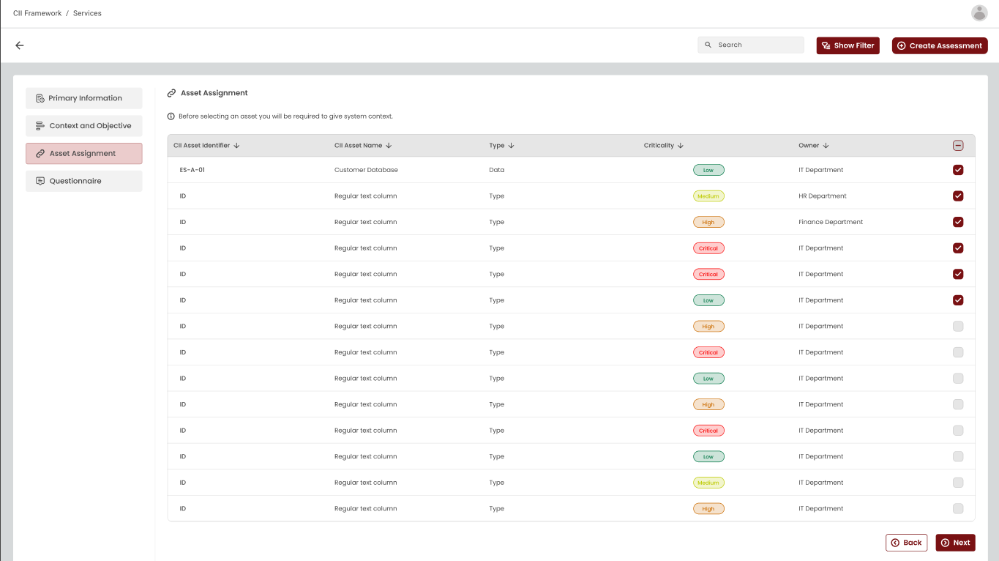 CII Framework / Services
Search
Show Filter
Create Assessment
Primary Information
Context and Objective
Asset Assignment
Questionnaire
Asset Assignment
Before selecting an asset you will be required to give system context.
CII Asset Identifier CII Asset Name Type Criticality Owner
ES-A-01 Customer Database Data Low IT Department
ID Regular text column Type Medium HR Department
ID Regular text column Type High Finance Department
ID Regular text column Type Critical IT Department
ID Regular text column Type Critical IT Department
ID Regular text column Type Low IT Department
ID Regular text column Type High IT Department
ID Regular text column Type Critical IT Department
ID Regular text column Type Low IT Department
ID Regular text column Type High IT Department
ID Regular text column Type Critical IT Department
ID Regular text column Type Low IT Department
ID Regular text column Type Medium IT Department
ID Regular text column Type High IT Department
Back
Next